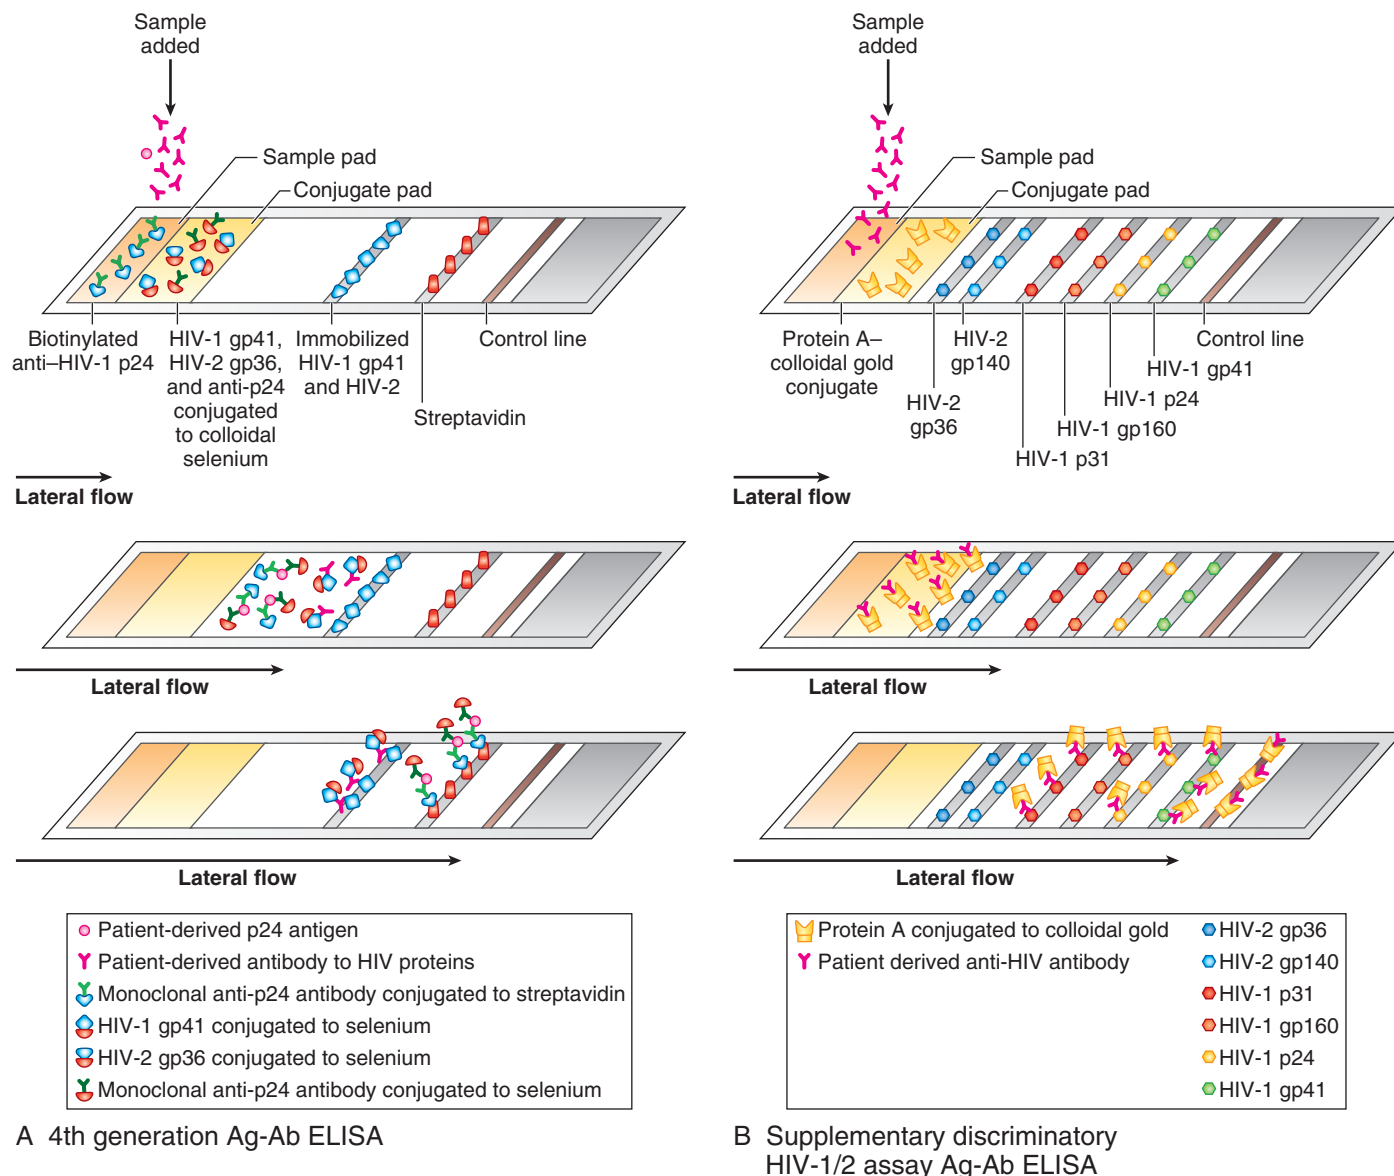 Sample
added
Sample pad
Conjugate pad
Biotinylated
anti–HIV-1 p24
HIV-1 gp41,
HIV-2 gp36,
and anti-p24
conjugated
to colloidal
selenium
Immobilized
HIV-1 gp41
and HIV-2
Streptavidin
Control line
Lateral flow
Lateral flow
Lateral flow
Patient-derived p24 antigen
Patient-derived antibody to HIV proteins
Monoclonal anti-p24 antibody conjugated to streptavidin
HIV-1 gp41 conjugated to selenium
HIV-2 gp36 conjugated to selenium
Monoclonal anti-p24 antibody conjugated to selenium
A 4th generation Ag-Ab ELISA
Sample
added
Sample pad
Conjugate pad
Protein A–
colloidal gold
conjugate
HIV-2
gp36
HIV-2
gp140
HIV-1 p31
HIV-1 gp160
HIV-1 p24
HIV-1 gp41
Control line
Lateral flow
Lateral flow
Lateral flow
Protein A conjugated to colloidal gold
Patient derived anti-HIV antibody
HIV-2 gp36
HIV-2 gp140
HIV-1 p31
HIV-1 gp160
HIV-1 p24
HIV-1 gp41
B Supplementary discriminatory
HIV-1/2 assay Ag-Ab ELISA